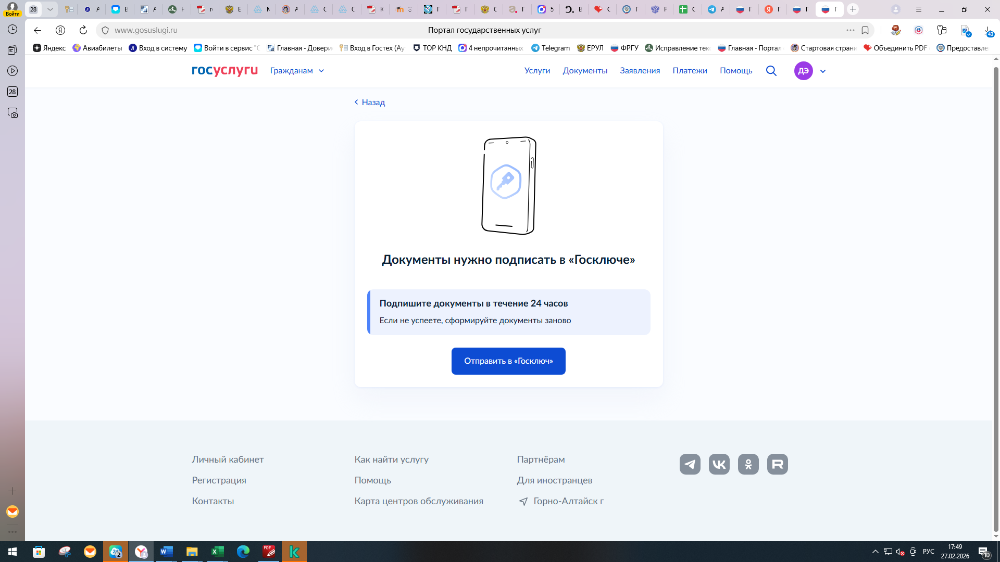 Войти
28
www.gosuslugi.ru
Портал государственных услуг
43
Яндекс
Авиабилеты
Вход в систему
Войти в сервис "С
Главная - Довери
Вход в Гостех (Ау
ТОР КНД
4 непрочитанных
Telegram
ЕРУЛ
ФРГУ
Исправление текс
Главная - Портал
Стартовая страни
Объединить PDF
Предоставле
28
госуслуги
Гражданам
Услуги
Документы
Заявления
Платежи
Помощь
ДЭ
Назад
Документы нужно подписать в «Госключе»
Подпишите документы в течение 24 часов
Если не успеете, сформируйте документы заново
Отправить в «Госключ»
Личный кабинет
Как найти услугу
Партнёрам
Регистрация
Помощь
Для иностранцев
Контакты
Карта центров обслуживания
Горно-Алтайск г
РУС
17:49
27.02.2026
10